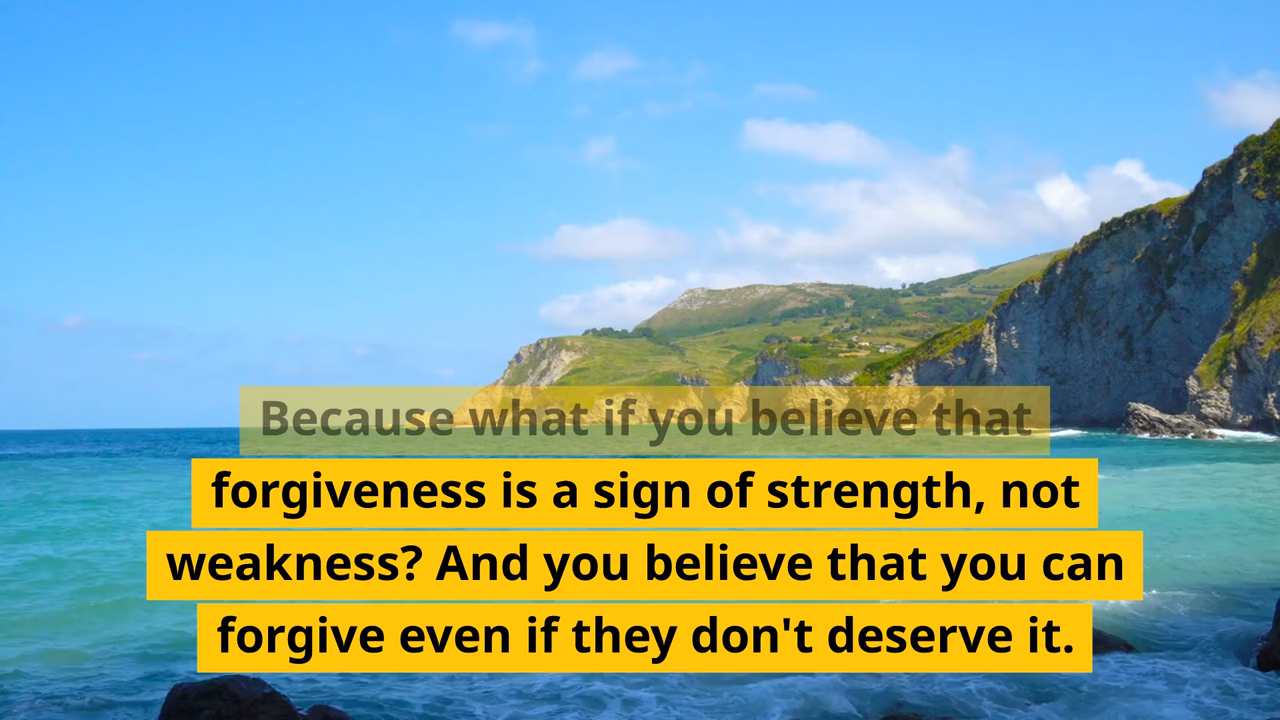 Because what if you believe that
forgiveness is a sign of strength, not
weakness? And you believe that you can
forgive even if they don't deserve it.